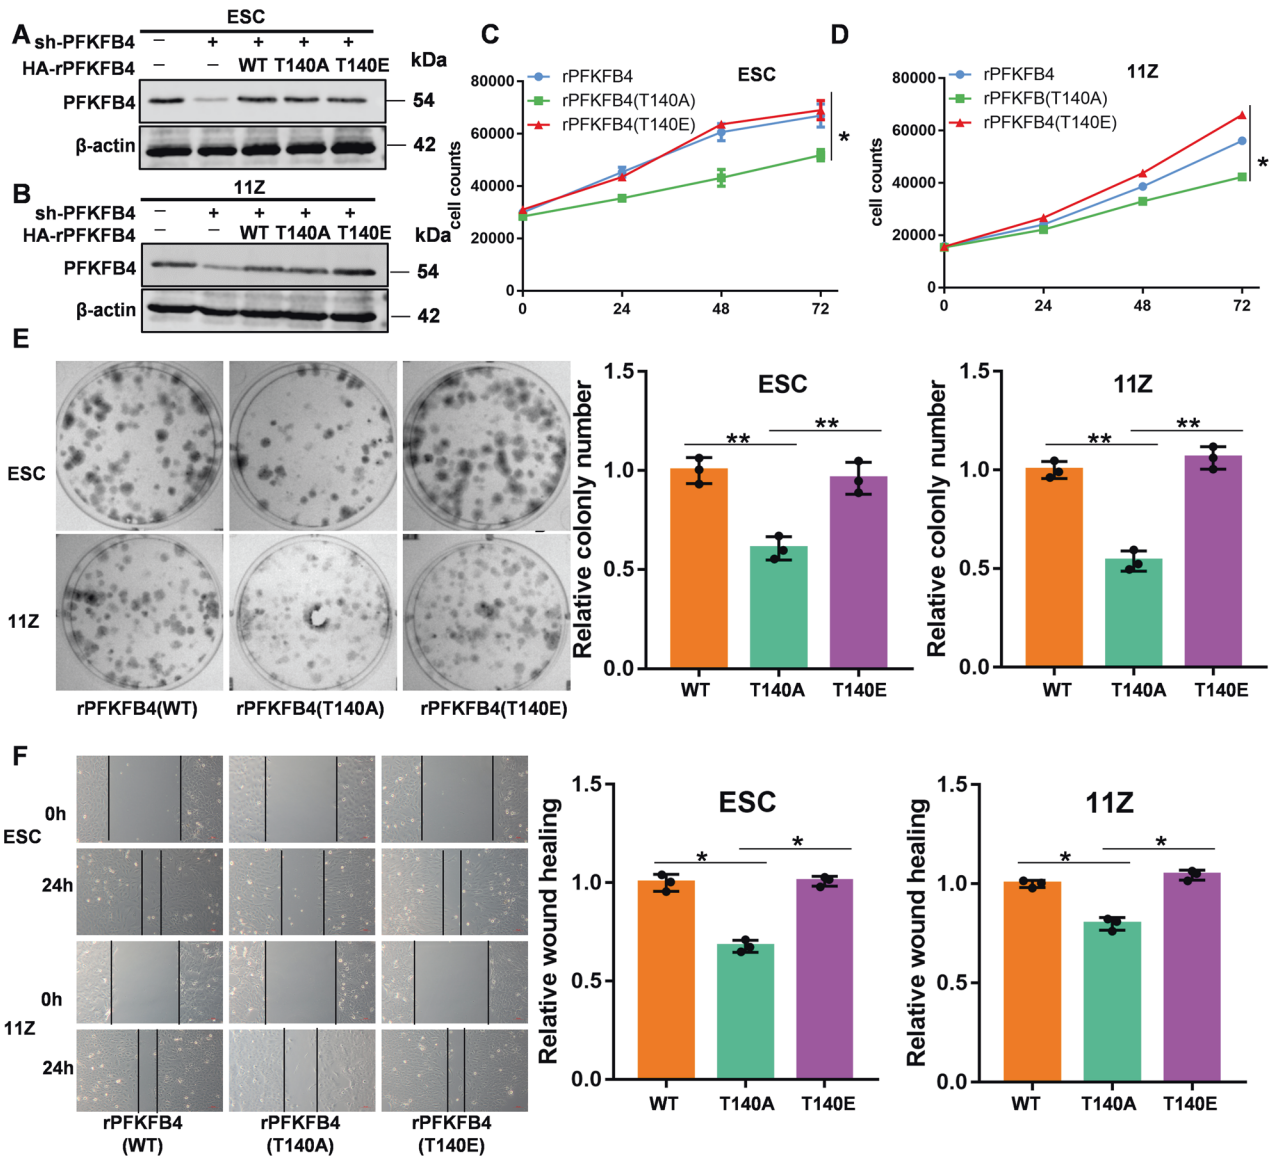 A
ESC
sh-PFKFB4 – + + + +
HA-rPFKFB4 – – WT T140A T140E kDa
PFKFB4 54
β-actin 42
B
11Z
sh-PFKFB4 – + + + +
HA-rPFKFB4 – – WT T140A T140E kDa
PFKFB4 54
β-actin 42
C
ESC
rPFKFB4
rPFKFB4(T140A)
rPFKFB4(T140E)
cell counts
80000
60000
40000
20000
0
0 24 48 72
*
D
11Z
rPFKFB4
rPFKFB(T140A)
rPFKFB4(T140E)
cell counts
80000
60000
40000
20000
0
0 24 48 72
*
E
ESC
11Z
rPFKFB4(WT) rPFKFB4(T140A) rPFKFB4(T140E)
ESC
Relative colonly number
1.5
1.0
0.5
0.0
** **
WT T140A T140E
11Z
Relative colonly number
1.5
1.0
0.5
0.0
** **
WT T140A T140E
F
0h
ESC
24h
0h
11Z
24h
rPFKFB4 rPFKFB4 rPFKFB4
(WT) (T140A) (T140E)
ESC
Relative wound healing
1.5
1.0
0.5
0.0
* *
WT T140A T140E
11Z
Relative wound healing
1.5
1.0
0.5
0.0
* *
WT T140A T140E